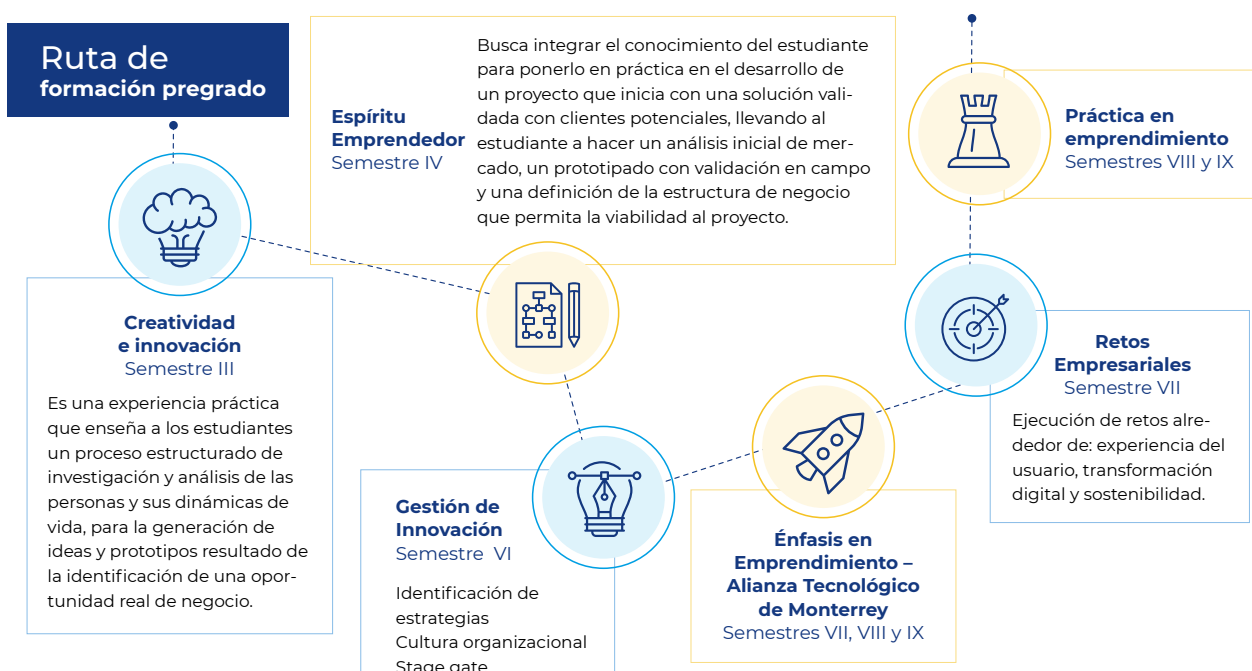 Ruta de
formación pregrado
Creatividad
e innovación
Semestre III
Es una experiencia práctica
que enseña a los estudiantes
un proceso estructurado de
investigación y análisis de las
personas y sus dinámicas de
vida, para la generación de
ideas y prototipos resultado de
la identificación de una opor-
tunidad real de negocio.
Espíritu
Emprendedor
Semestre IV
Busca integrar el conocimiento del estudiante
para ponerlo en práctica en el desarrollo de
un proyecto que inicia con una solución vali-
dada con clientes potenciales, llevando al
estudiante a hacer un análisis inicial de mer-
cado, un prototipado con validación en campo
y una definición de la estructura de negocio
que permita la viabilidad al proyecto.
Gestión de
Innovación
Semestre VI
Identificación de
estrategias
Cultura organizacional
Stage gate
Énfasis en
Emprendimiento –
Alianza Tecnológico
de Monterrey
Semestres VII, VIII y IX
Retos
Empresariales
Semestre VII
Ejecución de retos alre-
dedor de: experiencia del
usuario, transformación
digital y sostenibilidad.
Práctica en
emprendimiento
Semestres VIII y IX